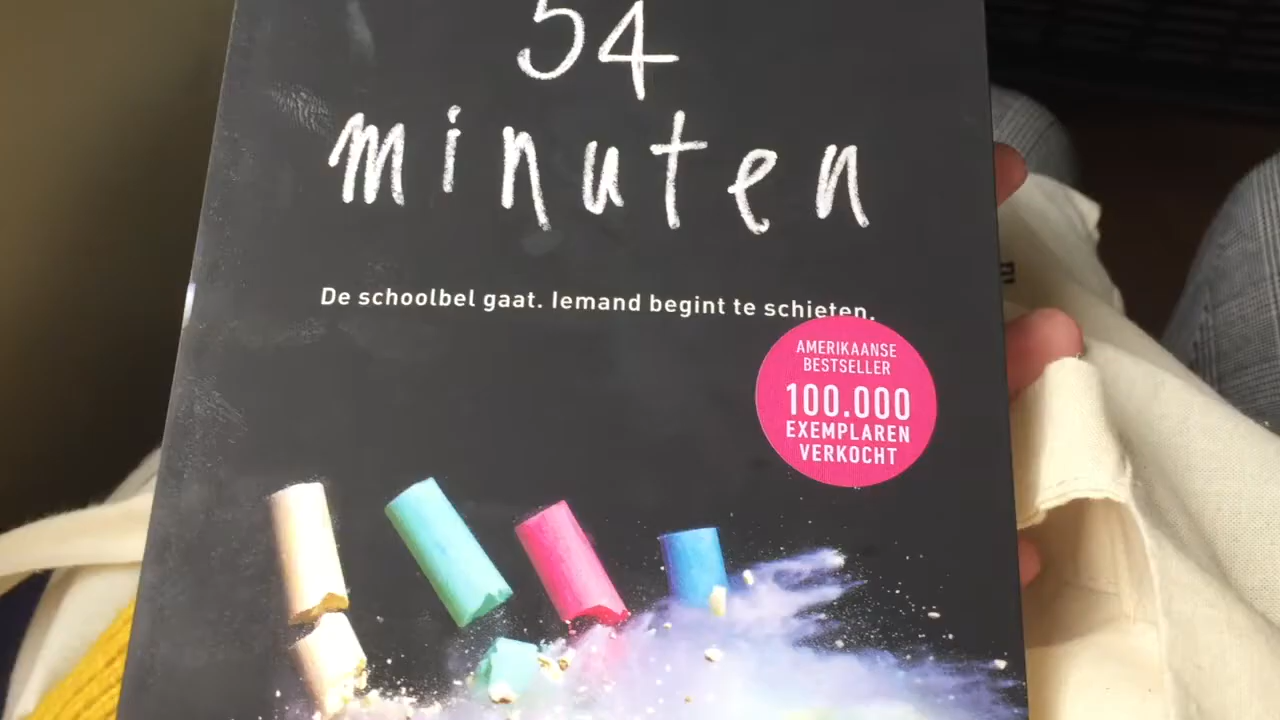 54
minuten
De schoolbel gaat. Iemand begint te schieten.
AMERIKAANSE
BESTSELLER
100.000
EXEMPLAREN
VERKOCHT